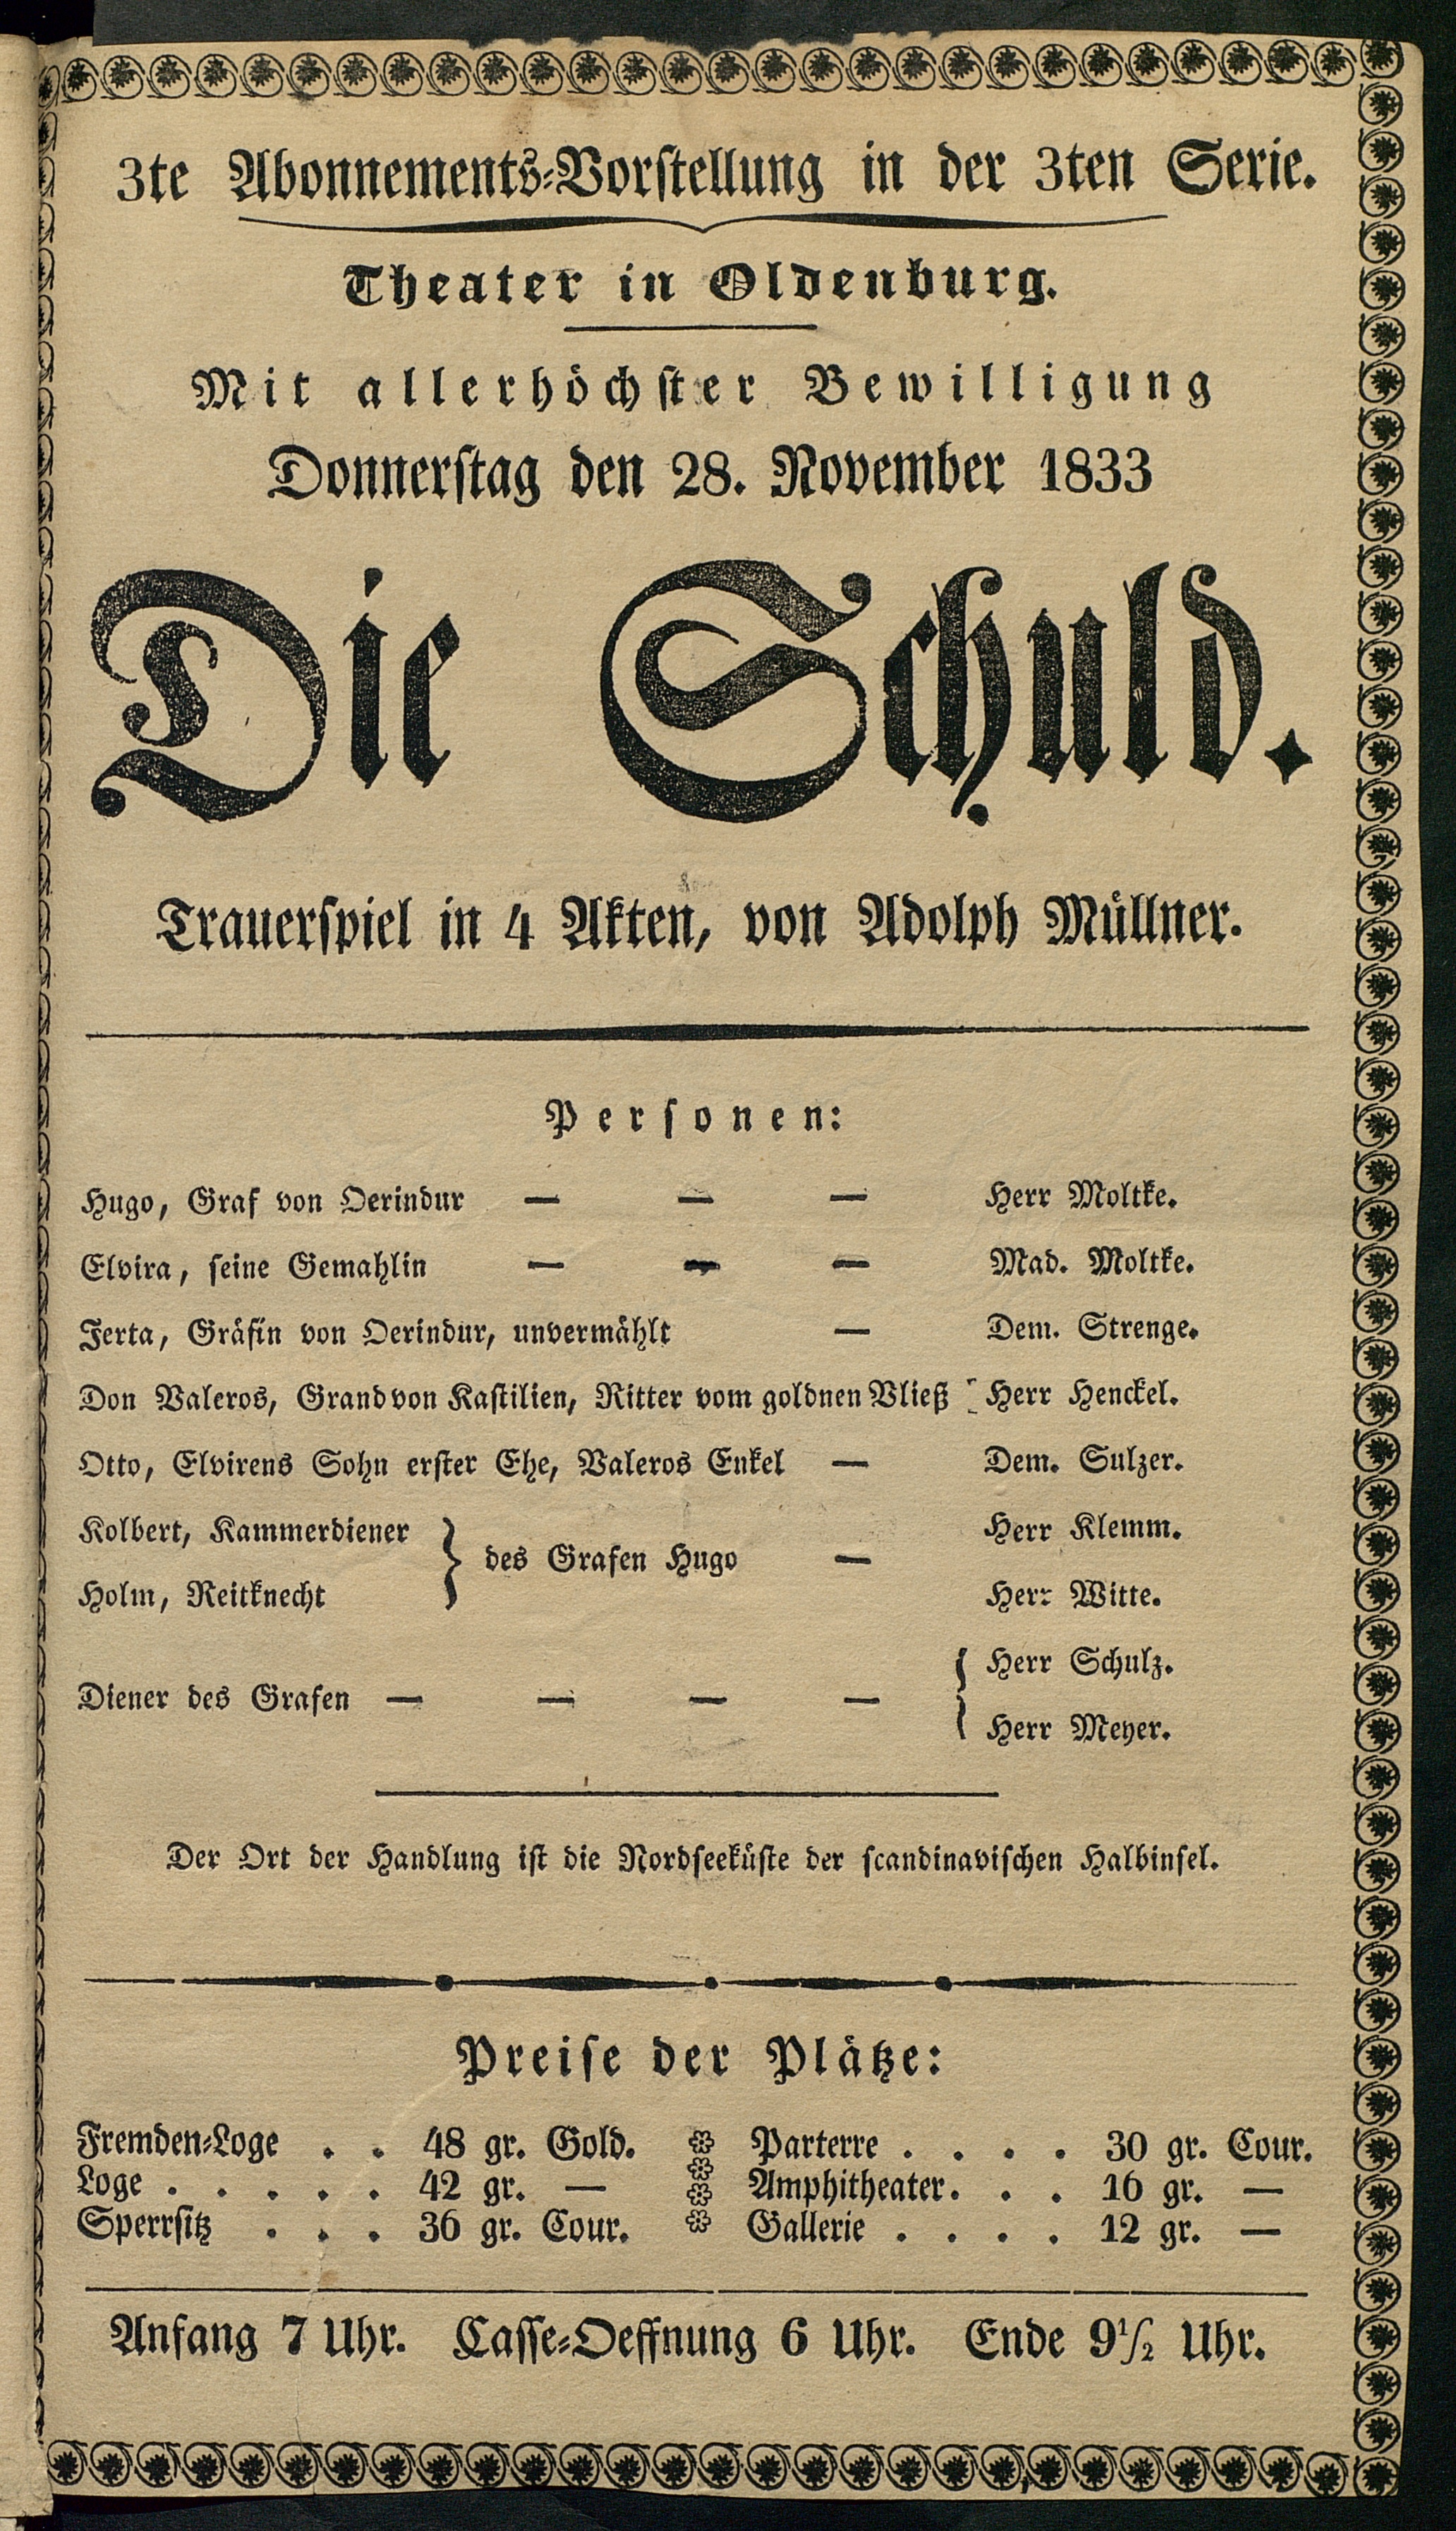 3te Abonnements-Vorstellung in der 3ten Serie.
Theater in Oldenburg.
Mit allerhöchster Bewilligung
Donnerstag den 28. November 1833
Die Schuld.
Trauerspiel in 4 Akten, von Adolph Müllner.
Personen:
Hugo, Graf von Oerindur — — — Herr Moltke.
Elvira, seine Gemahlin — — — Mad. Moltke.
Jerta, Gräfin von Oerindur, unvermählt — Dem. Strenge.
Don Valeros, Grand von Kastilien, Ritter vom goldnen Vließ Herr Henckel.
Otto, Elvirens Sohn erster Ehe, Valeros Enkel — Dem. Sulzer.
Kolbert, Kammerdiener } des Grafen Hugo — Herr Klemm.
Holm, Reitknecht Herr Witte.
Diener des Grafen — — — — { Herr Schulz.
Herr Meyer.
Der Ort der Handlung ist die Nordseeküste der scandinavischen Halbinsel.
Preise der Plätze:
Fremden-Loge . . 48 gr. Gold. Parterre . . . . 30 gr. Cour.
Loge . . . . . 42 gr. — Amphitheater. . . 16 gr. —
Sperrsitz . . . 36 gr. Cour. Gallerie . . . . 12 gr. —
Anfang 7 Uhr. Casse-Oeffnung 6 Uhr. Ende 9 1/2 Uhr.